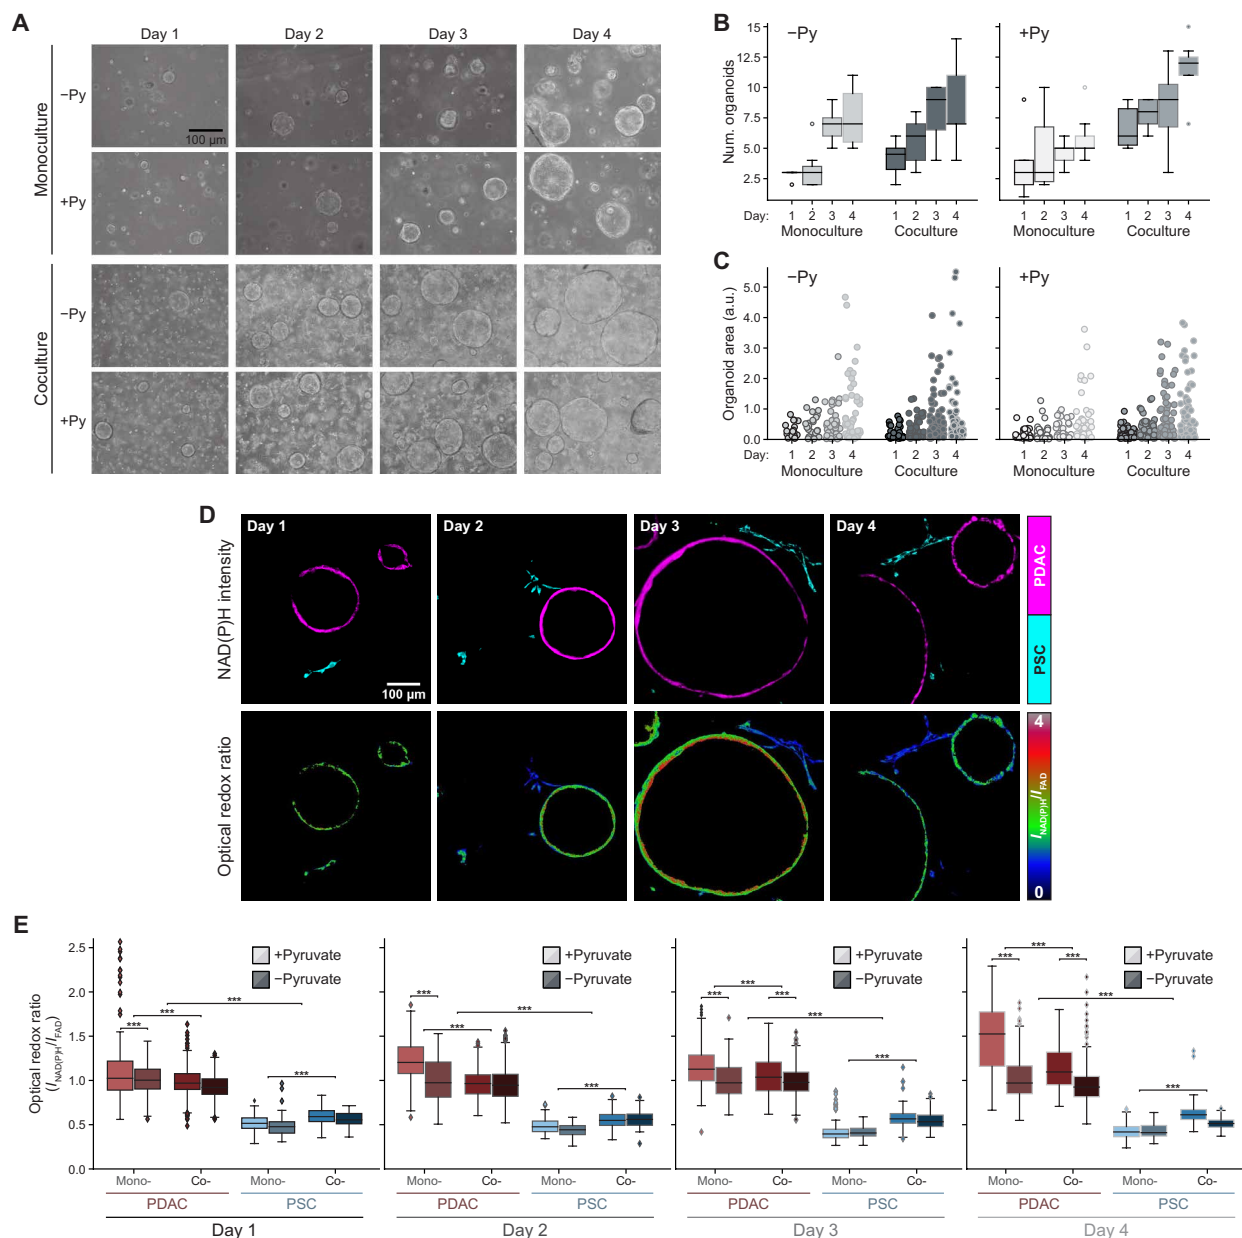 A
Day 1
Day 2
Day 3
Day 4
Monoculture
−Py
100 µm
+Py
Coculture
−Py
+Py
B
−Py
+Py
Num. organoids
15
12.5
10.0
7.5
5.0
2.5
Day: 1 2 3 4 1 2 3 4 1 2 3 4 1 2 3 4
Monoculture Coculture Monoculture Coculture
C
−Py
+Py
Organoid area (a.u.)
5.0
4.0
3.0
2.0
1.0
0.0
Day: 1 2 3 4 1 2 3 4 1 2 3 4 1 2 3 4
Monoculture Coculture Monoculture Coculture
D
NAD(P)H intensity
Day 1
Day 2
Day 3
Day 4
100 µm
PDAC
PSC
Optical redox ratio
4
INAD(P)H/IFAD
0
E
Optical redox ratio
(INAD(P)H/IFAD)
2.5
2.0
1.5
1.0
0.5
0.0
+Pyruvate
−Pyruvate
***
***
***
***
Mono- Co- Mono- Co-
PDAC PSC
Day 1
+Pyruvate
−Pyruvate
***
***
***
***
Mono- Co- Mono- Co-
PDAC PSC
Day 2
+Pyruvate
−Pyruvate
***
*** ***
***
***
Mono- Co- Mono- Co-
PDAC PSC
Day 3
+Pyruvate
−Pyruvate
***
*** ***
***
***
Mono- Co- Mono- Co-
PDAC PSC
Day 4